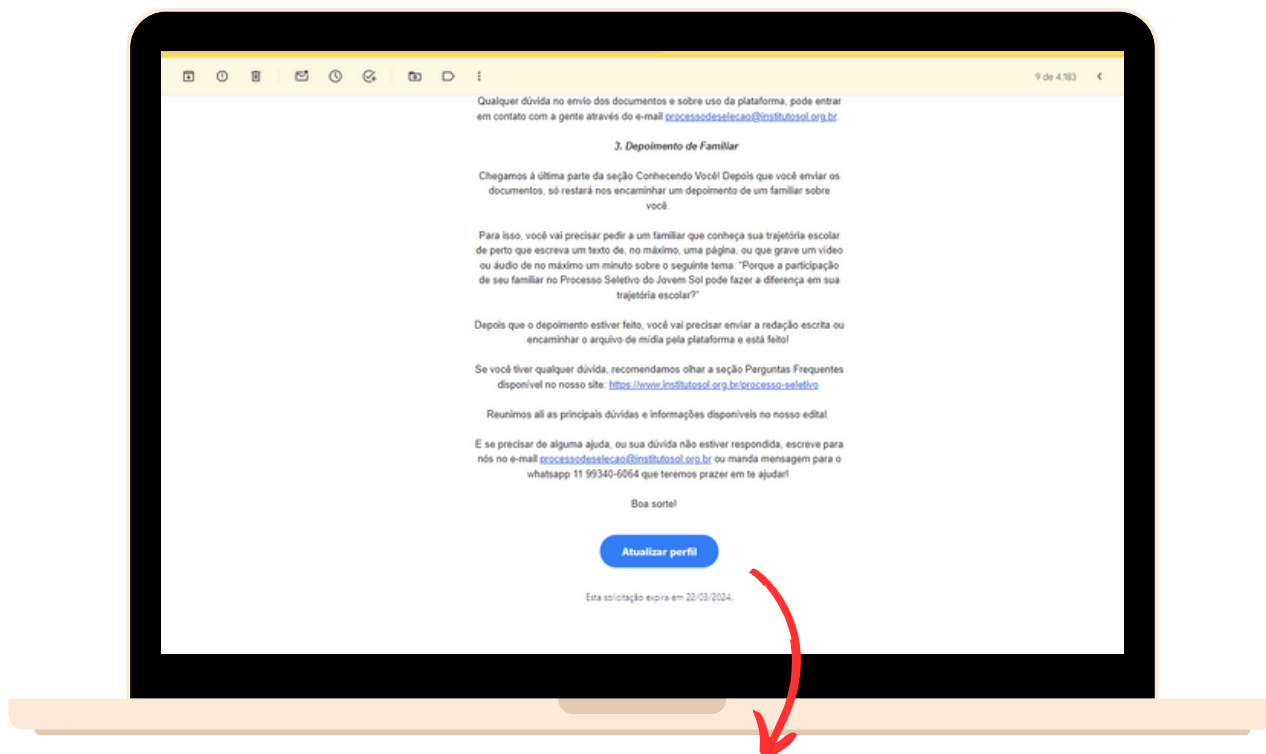 9 de 4.183
Qualquer dúvida no envio dos documentos e sobre uso da plataforma, pode entrar
em contato com a gente através do e-mail processodeselecao@institutosol.org.br.
3. Depoimento de Familiar
Chegamos à última parte da seção Conhecendo Você! Depois que você enviar os
documentos, só restará nos encaminhar um depoimento de um familiar sobre
você.
Para isso, você vai precisar pedir a um familiar que conheça sua trajetória escolar
de perto que escreva um texto de, no máximo, uma página, ou que grave um vídeo
ou áudio de no máximo um minuto sobre o seguinte tema: “Porque a participação
de seu familiar no Processo Seletivo do Jovem Sol pode fazer a diferença em sua
trajetória escolar?”
Depois que o depoimento estiver feito, você vai precisar enviar a redação escrita ou
encaminhar o arquivo de mídia pela plataforma e está feito!
Se você tiver qualquer dúvida, recomendamos olhar a seção Perguntas Frequentes
disponível no nosso site: https://www.institutosol.org.br/processo-seletivo
Reunimos ali as principais dúvidas e informações disponíveis no nosso edital.
E se precisar de alguma ajuda, ou sua dúvida não estiver respondida, escreve para
nós no e-mail processodeselecao@institutosol.org.br ou manda mensagem para o
whatsapp 11 99340-6064 que teremos prazer em te ajudar!
Boa sorte!
Atualizar perfil
Esta solicitação expira em 22/03/2024.